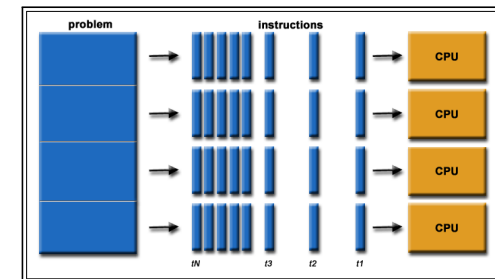 problem
instructions
CPU
CPU
CPU
CPU
tN t3 t2 t1